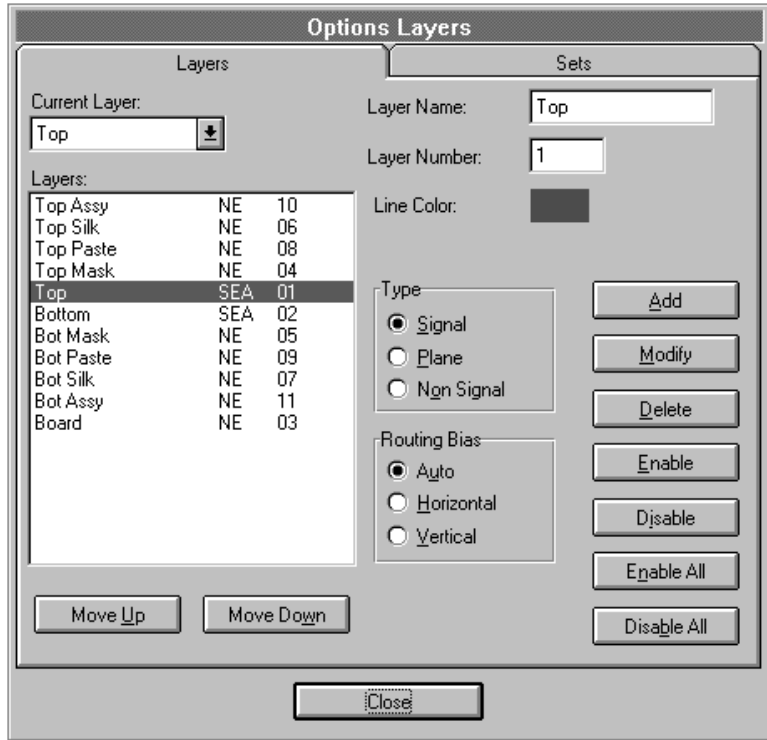 Options Layers
Layers
Sets
Current Layer:
Top
Layer Name:
Top
Layer Number:
1
Line Color:
Layers:
Top Assy NE 10
Top Silk NE 06
Top Paste NE 08
Top Mask NE 04
Top SEA 01
Bottom SEA 02
Bot Mask NE 05
Bot Paste NE 09
Bot Silk NE 07
Bot Assy NE 11
Board NE 03
Type
Signal
Plane
Non Signal
Routing Bias
Auto
Horizontal
Vertical
Add
Modify
Delete
Enable
Disable
Enable All
Disable All
Move Up
Move Down
Close